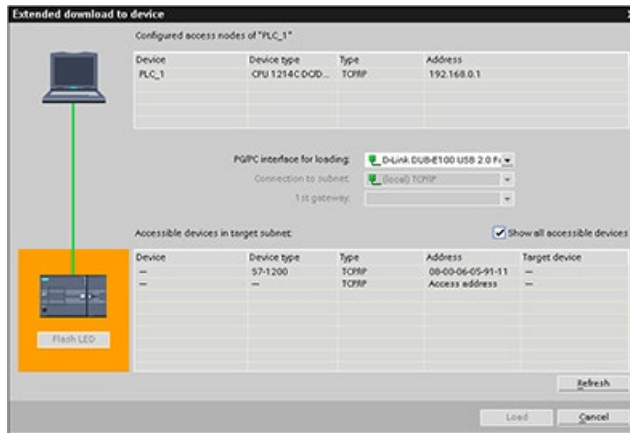 Extended download to device
Configured access nodes of "PLC_1"
Device Device type Type Address
PLC_1 CPU 1214C DC/D... TCP/IP 192.168.0.1
PG/PC interface for loading: D-Link DUB-E100 USB 2.0 Fa
Connection to subnet: (local) TCP/IP
1st gateway:
Accessible devices in target subnet: Show all accessible devices
Device Device type Type Address Target device
— S7-1200 TCP/IP 08-00-06-05-91-11 —
— — TCP/IP Access address —
Flash LED
Refresh
Load Cancel